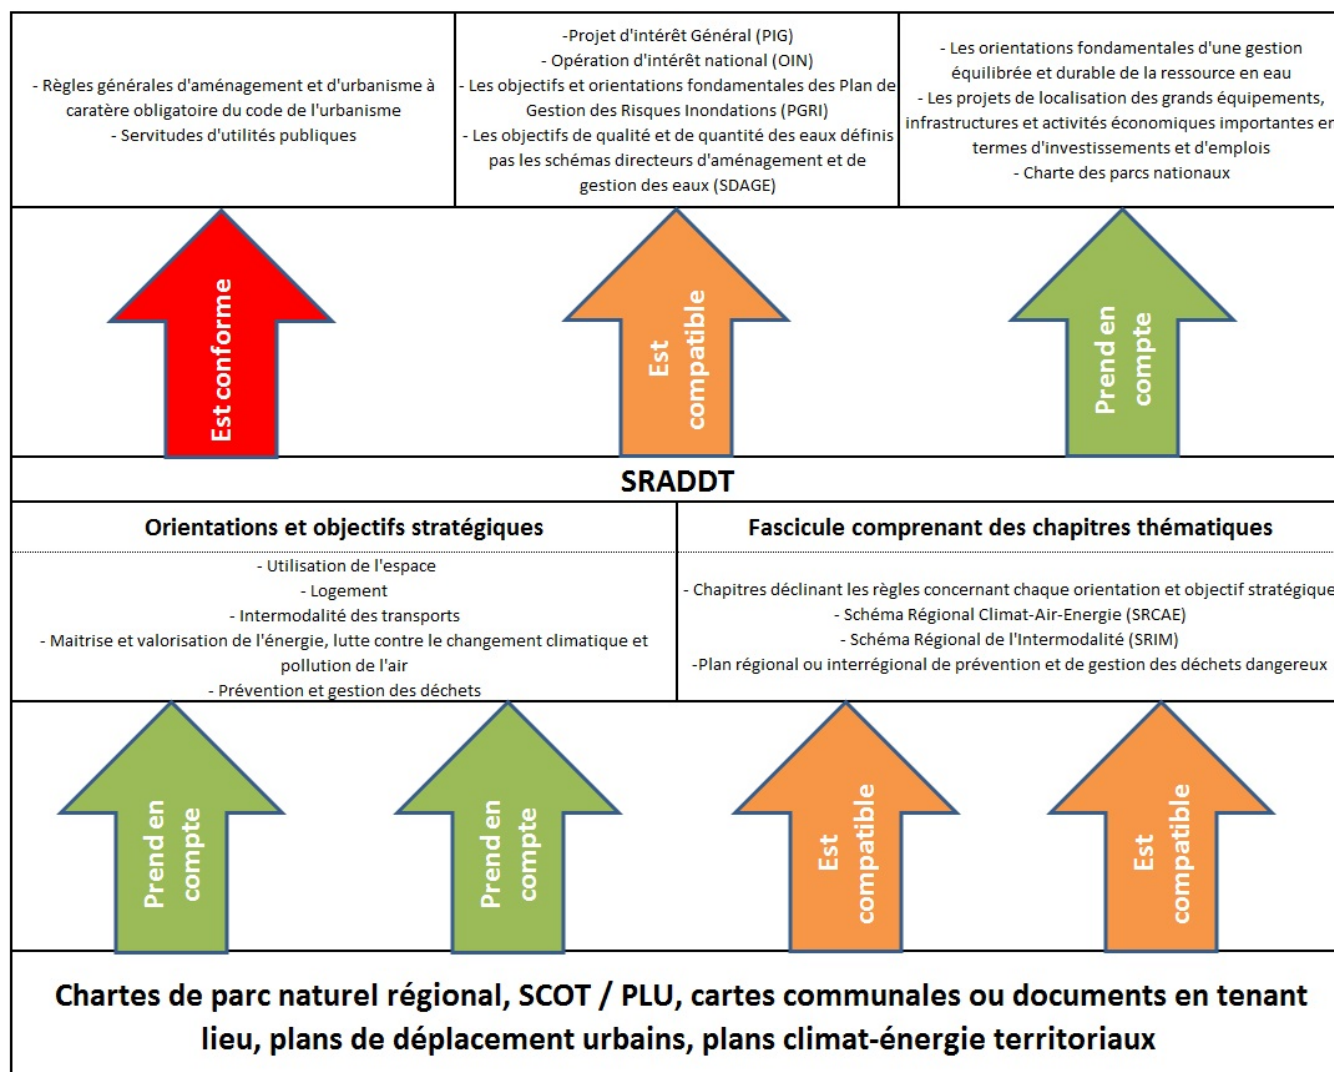 - Règles générales d'aménagement et d'urbanisme à
caratère obligatoire du code de l'urbanisme
- Servitudes d'utilités publiques
-Projet d'intérêt Général (PIG)
- Opération d'intérêt national (OIN)
- Les objectifs et orientations fondamentales des Plan de
Gestion des Risques Inondations (PGRI)
- Les objectifs de qualité et de quantité des eaux définis
pas les schémas directeurs d'aménagement et de
gestion des eaux (SDAGE)
- Les orientations fondamentales d'une gestion
équilibrée et durable de la ressource en eau
- Les projets de localisation des grands équipements,
infrastructures et activités économiques importantes en
termes d'investissements et d'emplois
- Charte des parcs nationaux
Est conforme
Est
compatible
Prend en
compte
SRADDT
Orientations et objectifs stratégiques
- Utilisation de l'espace
- Logement
- Intermodalité des transports
- Maitrise et valorisation de l'énergie, lutte contre le changement climatique et
pollution de l'air
- Prévention et gestion des déchets
Fascicule comprenant des chapitres thématiques
- Chapitres déclinant les règles concernant chaque orientation et objectif stratégique
- Schéma Régional Climat-Air-Energie (SRCAE)
- Schéma Régional de l'Intermodalité (SRIM)
-Plan régional ou interrégional de prévention et de gestion des déchets dangereux
Prend en
compte
Prend en
compte
Est
compatible
Est
compatible
Chartes de parc naturel régional, SCOT / PLU, cartes communales ou documents en tenant
lieu, plans de déplacement urbains, plans climat-énergie territoriaux